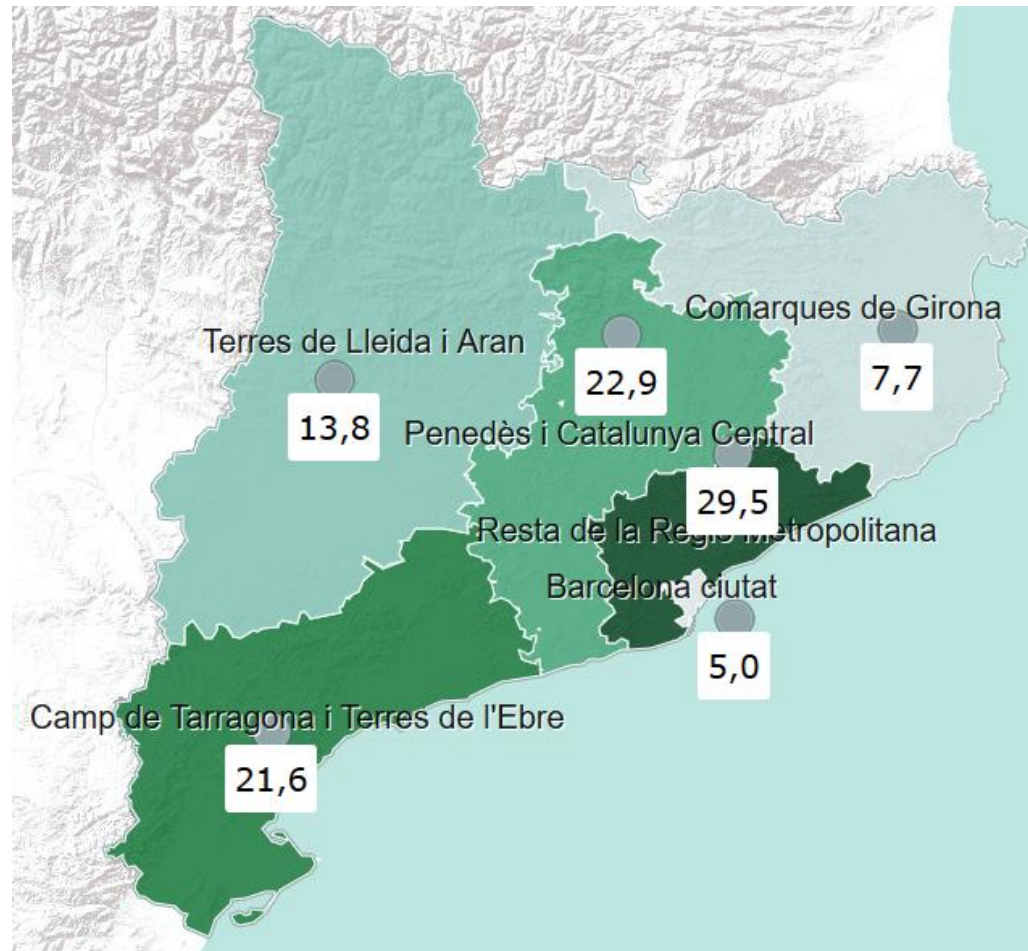 Comarques de Girona
7,7
Terres de Lleida i Aran
13,8
22,9
Penedès i Catalunya Central
29,5
Resta de la Regió Metropolitana
Barcelona ciutat
5,0
Camp de Tarragona i Terres de l'Ebre
21,6